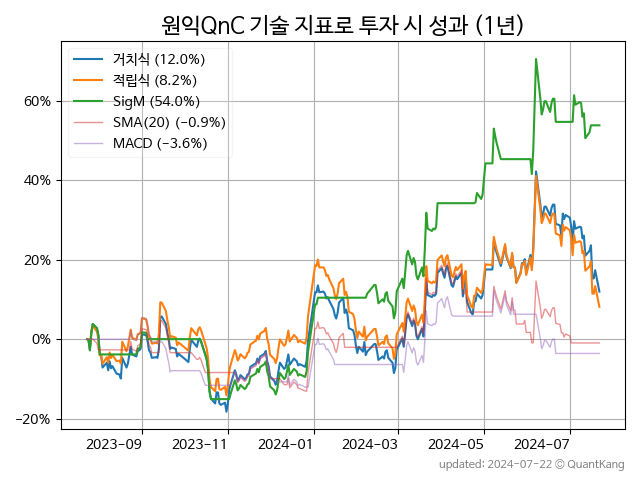 원익QnC 기술 지표로 투자 시 성과 (1년)
거치식 (12.0%)
적립식 (8.2%)
SigM (54.0%)
SMA(20) (−0.9%)
MACD (−3.6%)
60%
40%
20%
0%
−20%
2023-09
2023-11
2024-01
2024-03
2024-05
2024-07
updated: 2024-07-22 © QuantKang